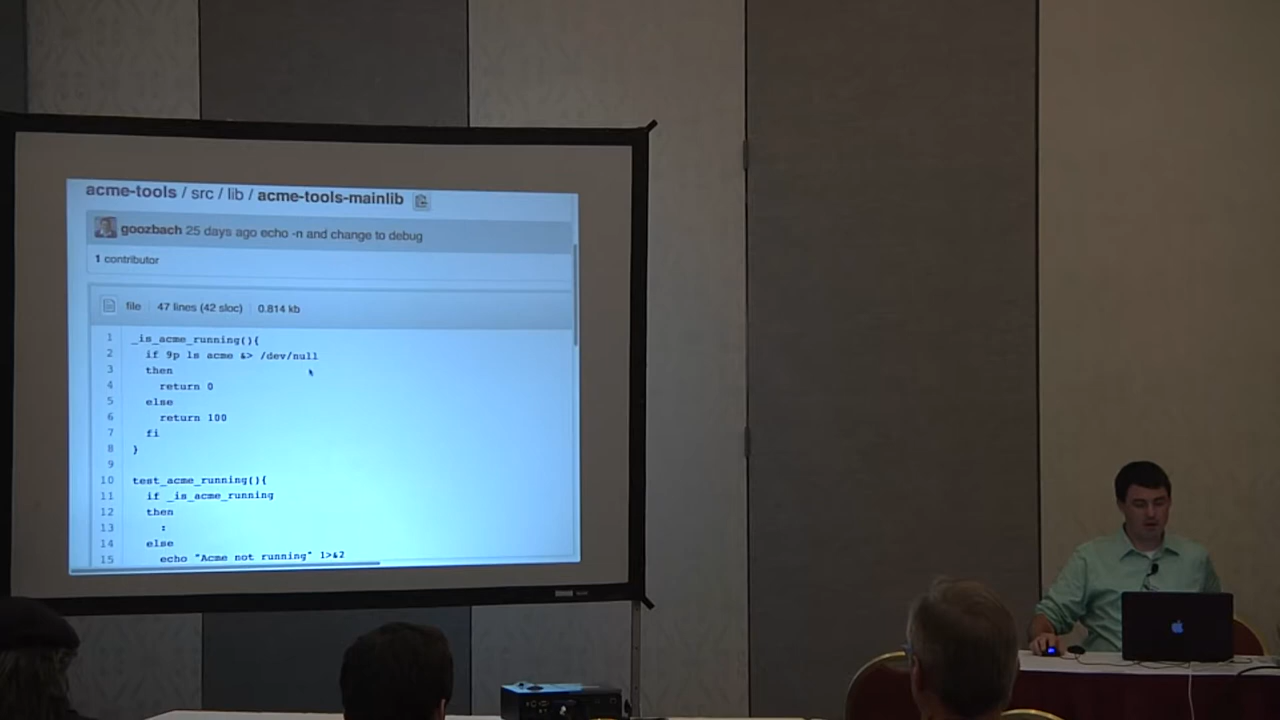 acme-tools / src / lib / acme-tools-mainlib
goozbach 25 days ago echo -n and change to debug
1 contributor
file 47 lines (42 sloc) 0.814 kb
1 _is_acme_running(){
2 if 9p ls acme &> /dev/null
3 then
4 return 0
5 else
6 return 100
7 fi
8 }
9
10 test_acme_running(){
11 if _is_acme_running
12 then
13 :
14 else
15 echo "Acme not running" 1>&2